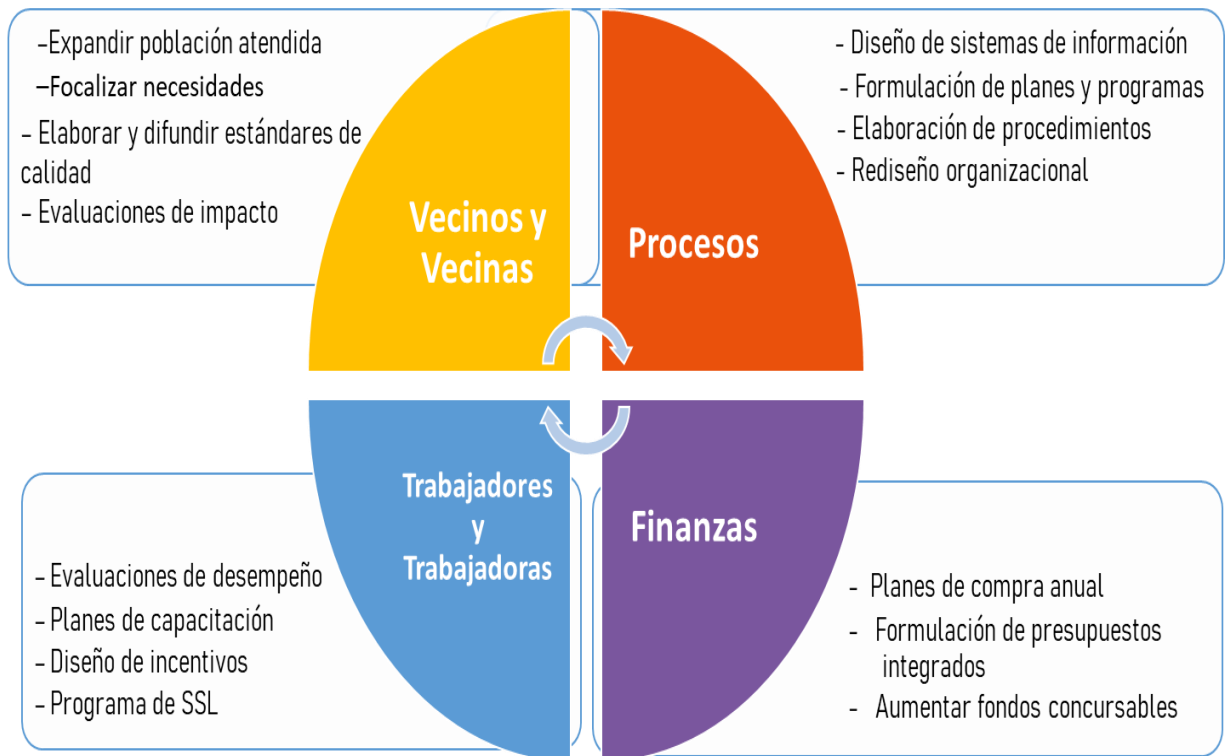 -Expandir población atendida
-Focalizar necesidades
- Elaborar y difundir estándares de
calidad
- Evaluaciones de impacto
Vecinos y
Vecinas
- Diseño de sistemas de información
- Formulación de planes y programas
- Elaboración de procedimientos
- Rediseño organizacional
Procesos
Trabajadores
y
Trabajadoras
- Evaluaciones de desempeño
- Planes de capacitación
- Diseño de incentivos
- Programa de SSL
Finanzas
- Planes de compra anual
- Formulación de presupuestos
integrados
- Aumentar fondos concursables